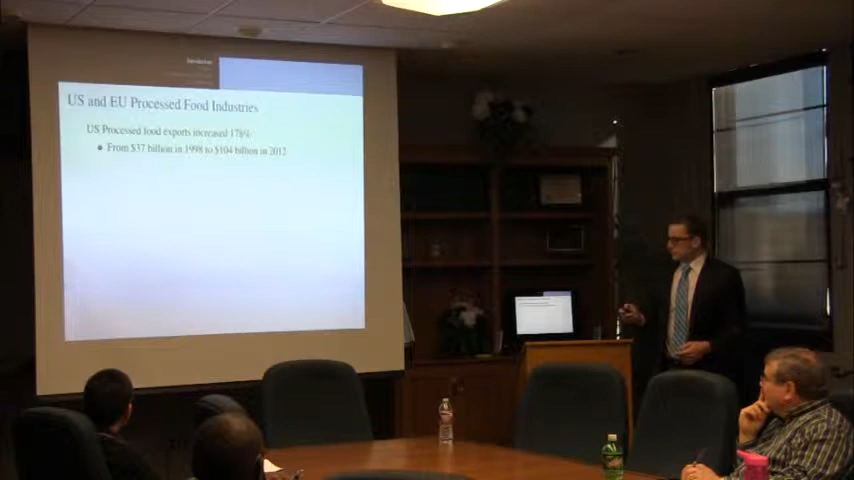 Introduction
US and EU Processed Food Industries
US Processed food exports increased 178%
● From $37 billion in 1998 to $104 billion in 2012